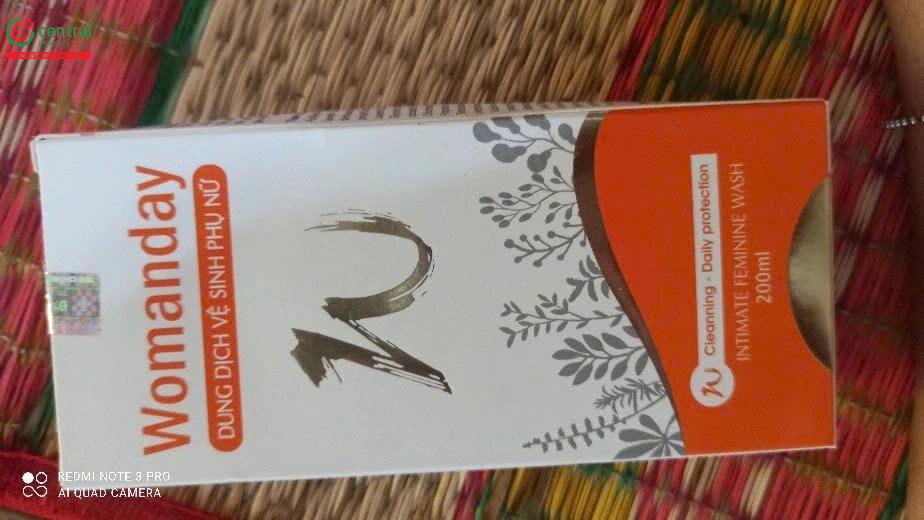 central
Womanday
DUNG DỊCH VỆ SINH PHỤ NỮ
Cleanning - Daily protection
INTIMATE FEMININE WASH
200ml
REDMI NOTE 8 PRO
AI QUAD CAMERA